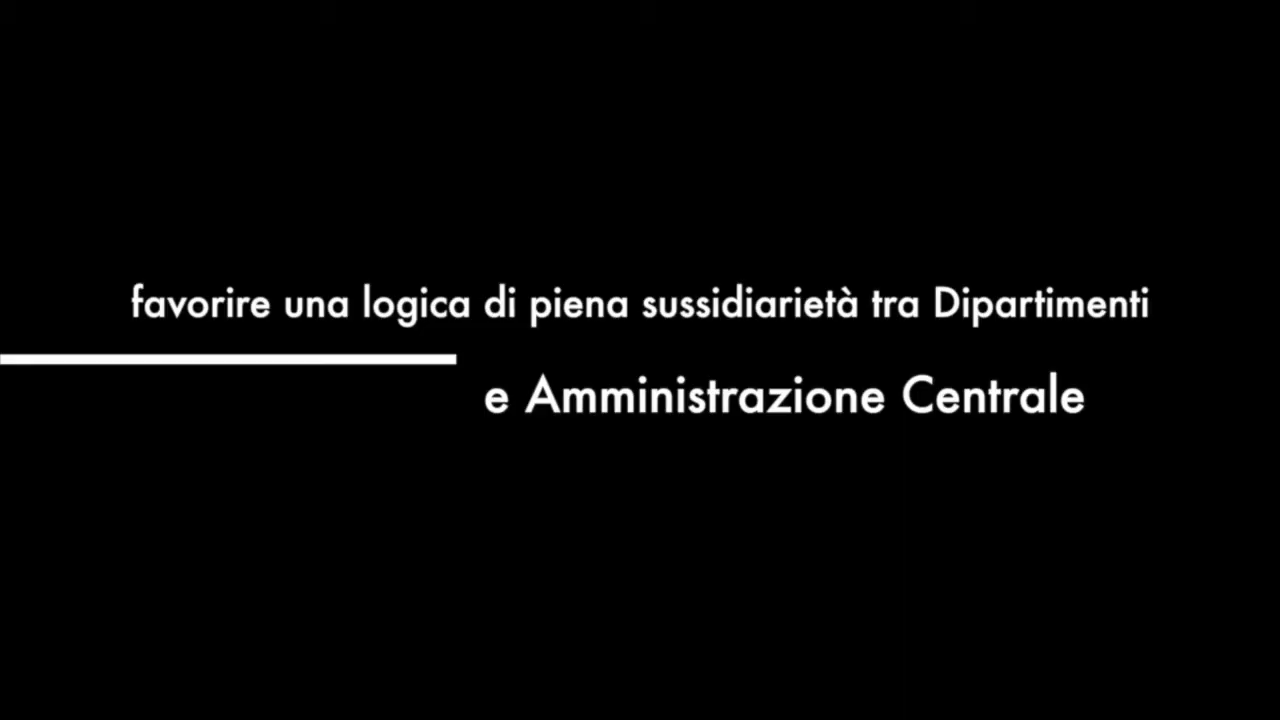 favorire una logica di piena sussidiarietà tra Dipartimenti
e Amministrazione Centrale